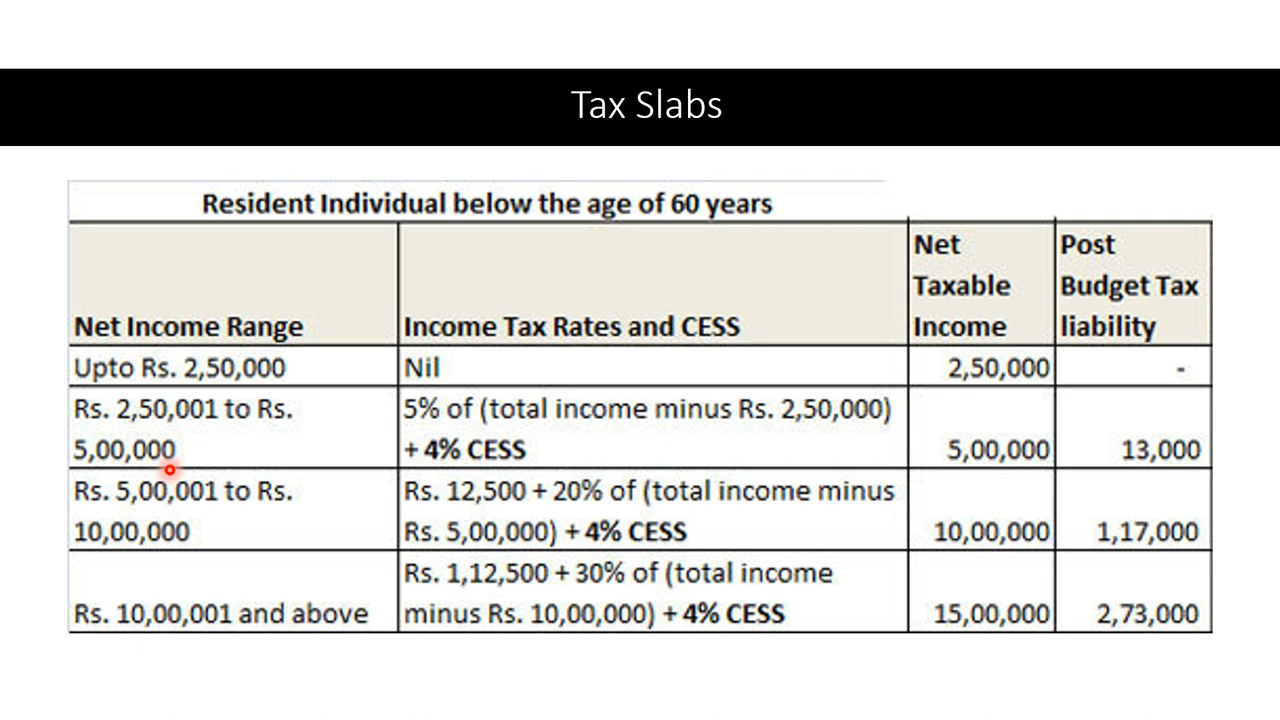 Tax Slabs
Resident Individual below the age of 60 years
Net Income Range
Income Tax Rates and CESS
Net
Taxable
Income
Post
Budget Tax
liability
Upto Rs. 2,50,000
Nil
2,50,000
-
Rs. 2,50,001 to Rs.
5,00,000
5% of (total income minus Rs. 2,50,000)
+ 4% CESS
5,00,000
13,000
Rs. 5,00,001 to Rs.
10,00,000
Rs. 12,500 + 20% of (total income minus
Rs. 5,00,000) + 4% CESS
10,00,000
1,17,000
Rs. 10,00,001 and above
Rs. 1,12,500 + 30% of (total income
minus Rs. 10,00,000) + 4% CESS
15,00,000
2,73,000